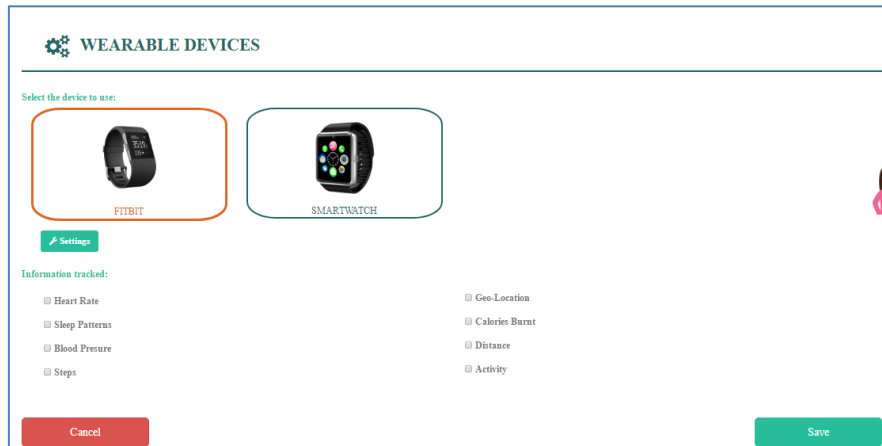 WEARABLE DEVICES
Select the device to use:
FITBIT
SMARTWATCH
Settings
Information tracked:
Heart Rate
Geo-Location
Sleep Patterns
Calories Burnt
Blood Presure
Distance
Steps
Activity
Cancel
Save